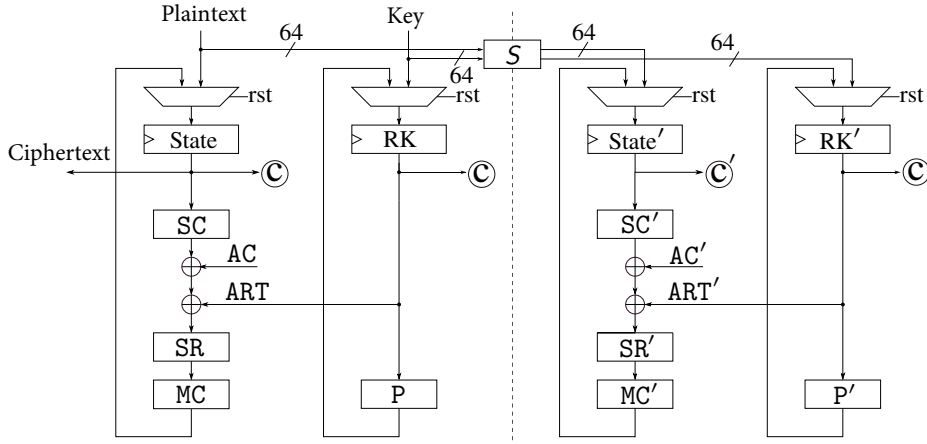 Plaintext
Key
64
64
S
64
64
rst
rst
rst
rst
State
RK
State′
RK′
Ciphertext
C
C
C′
C
SC
SC′
AC
AC′
ART
ART′
SR
SR′
MC
P
MC′
P′